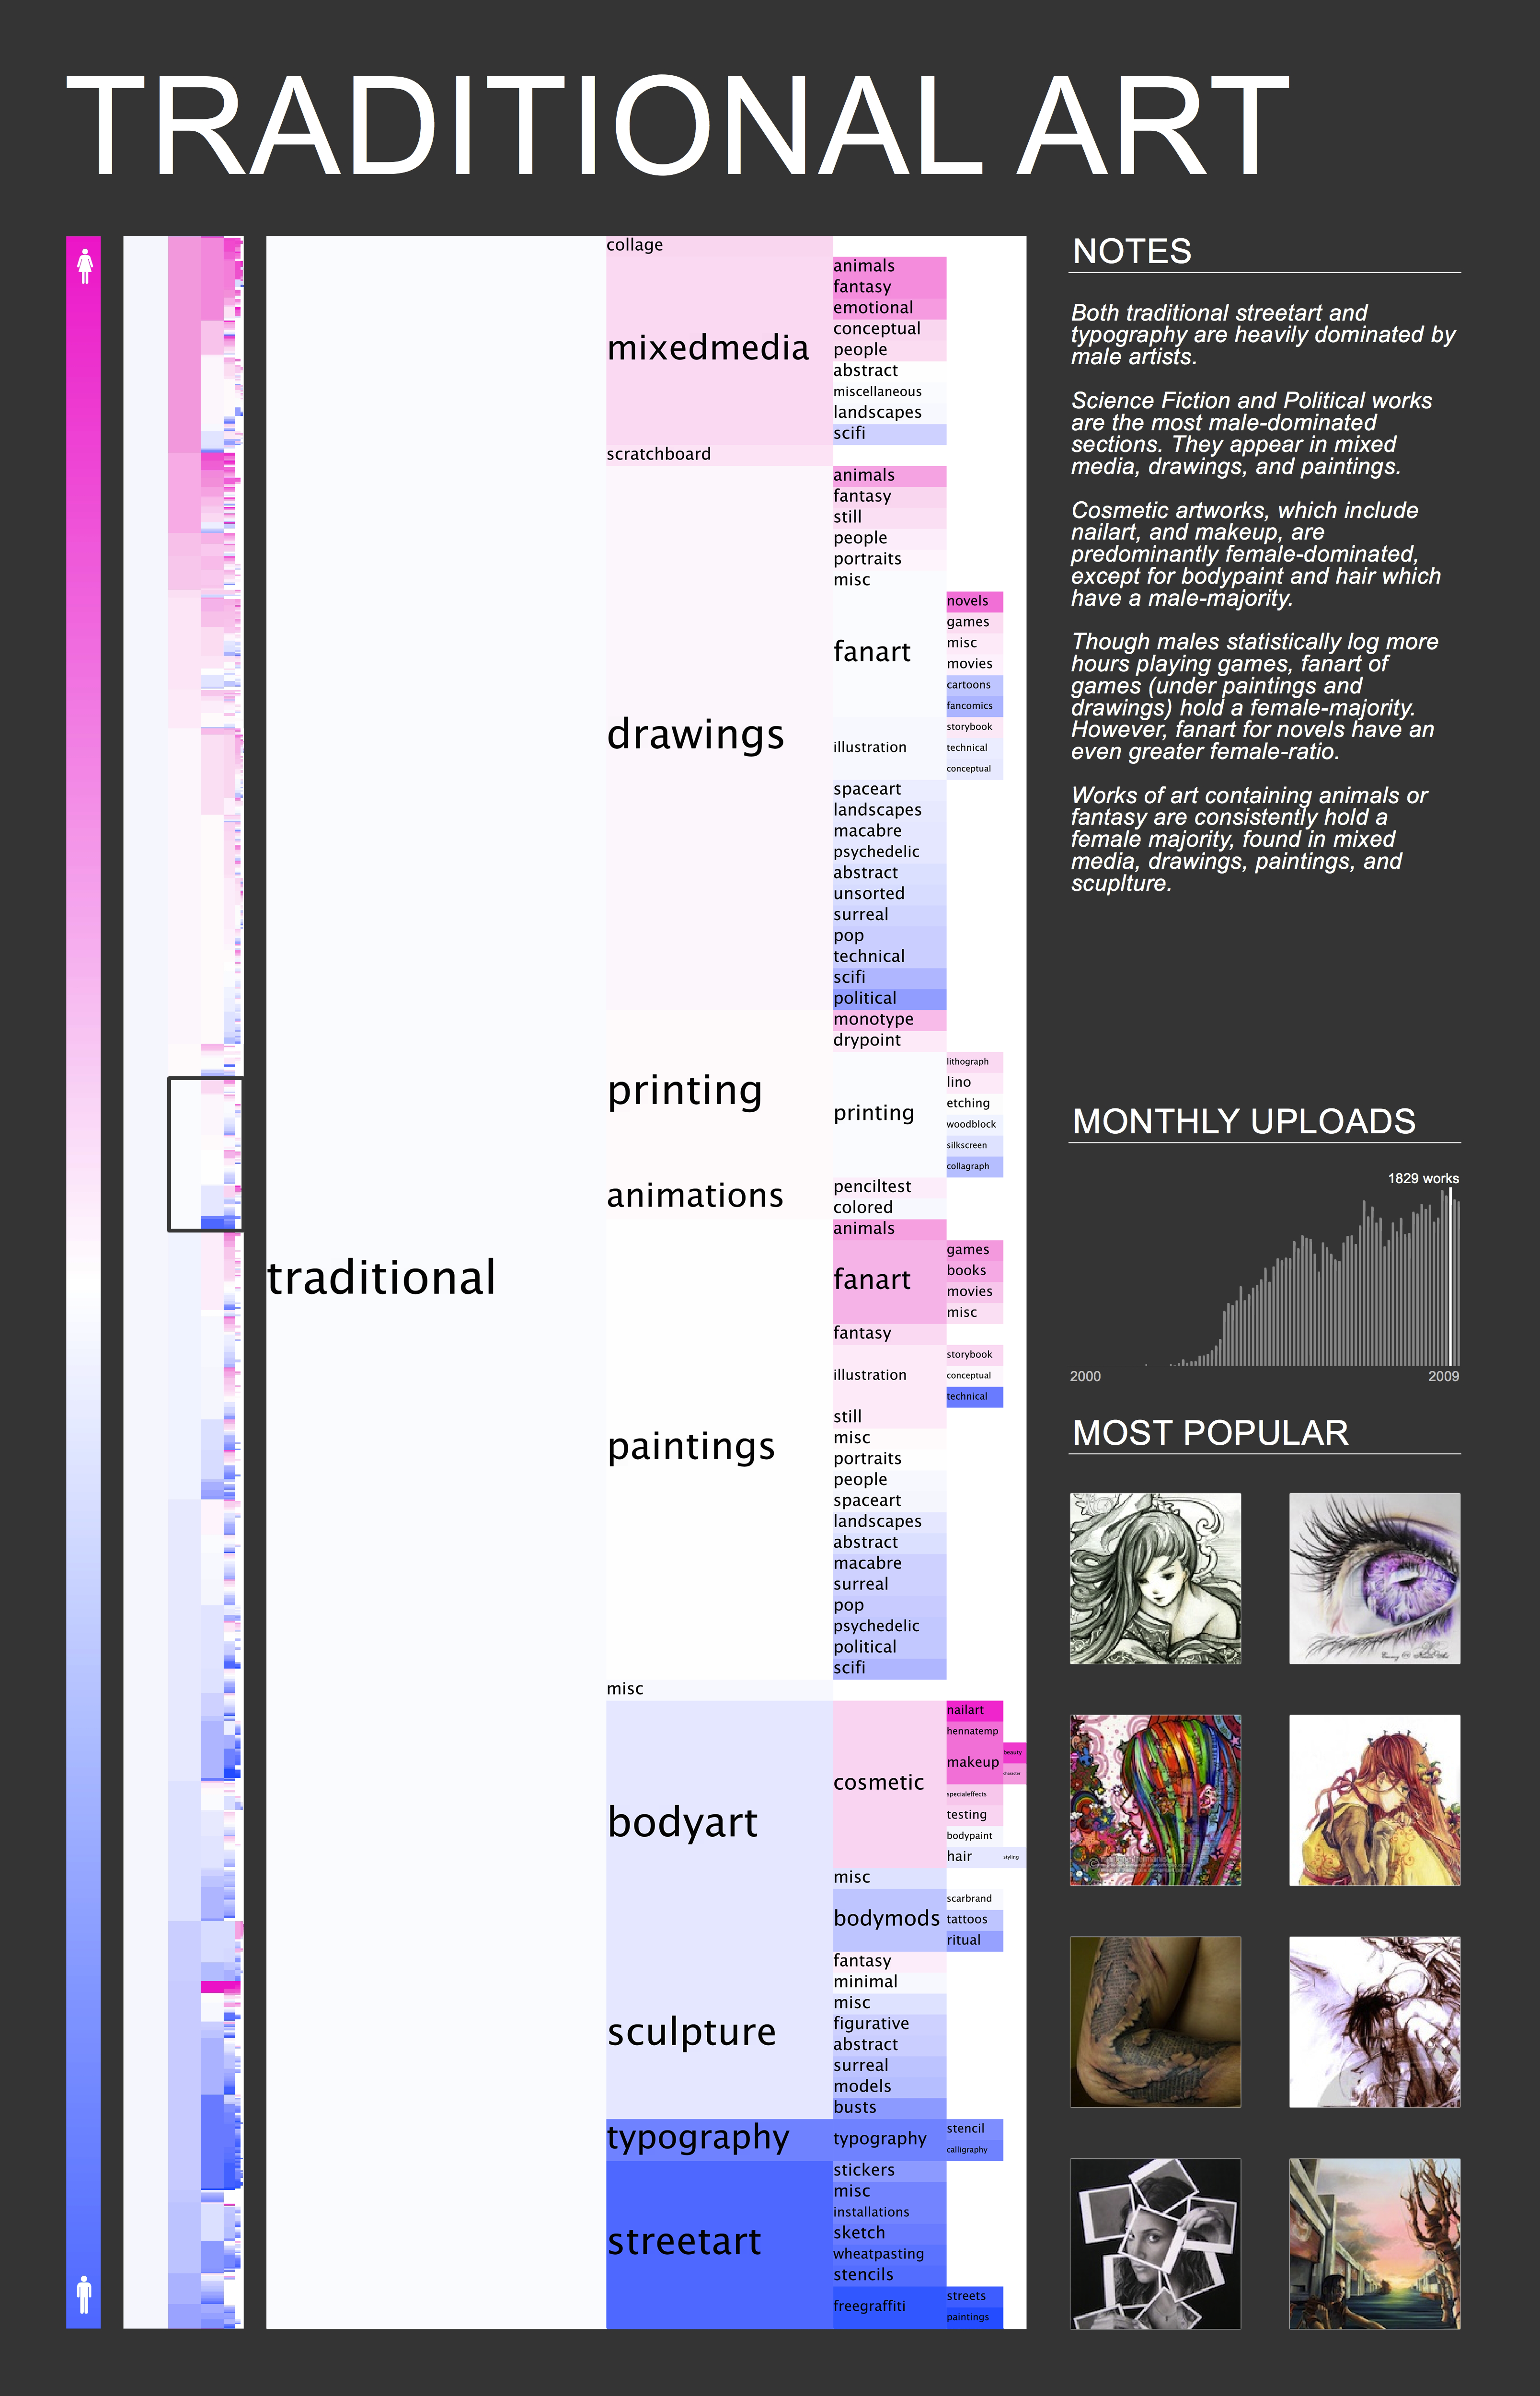 TRADITIONAL ART
traditional
collage
mixedmedia
animals
fantasy
emotional
conceptual
people
abstract
miscellaneous
landscapes
scifi
scratchboard
drawings
animals
fantasy
still
people
portraits
misc
fanart
novels
games
misc
movies
cartoons
fancomics
illustration
storybook
technical
conceptual
spaceart
landscapes
macabre
psychedelic
abstract
unsorted
surreal
pop
technical
scifi
political
printing
monotype
drypoint
printing
lithograph
lino
etching
woodblock
silkscreen
collagraph
animations
penciltest
colored
paintings
animals
fanart
games
books
movies
misc
fantasy
illustration
storybook
conceptual
technical
still
misc
portraits
people
spaceart
landscapes
abstract
macabre
surreal
pop
psychedelic
political
scifi
misc
bodyart
cosmetic
nailart
hennatemp
makeup
beauty
character
specialeffects
testing
bodypaint
hair
styling
misc
bodymods
scarbrand
tattoos
ritual
sculpture
fantasy
minimal
misc
figurative
abstract
surreal
models
busts
typography
typography
stencil
calligraphy
streetart
stickers
misc
installations
sketch
wheatpasting
stencils
freegraffiti
streets
paintings
NOTES
Both traditional streetart and
typography are heavily dominated by
male artists.
Science Fiction and Political works
are the most male-dominated
sections. They appear in mixed
media, drawings, and paintings.
Cosmetic artworks, which include
nailart, and makeup, are
predominantly female-dominated,
except for bodypaint and hair which
have a male-majority.
Though males statistically log more
hours playing games, fanart of
games (under paintings and
drawings) hold a female-majority.
However, fanart for novels have an
even greater female-ratio.
Works of art containing animals or
fantasy are consistently hold a
female majority, found in mixed
media, drawings, paintings, and
scuplture.
MONTHLY UPLOADS
1829 works
2000
2009
MOST POPULAR